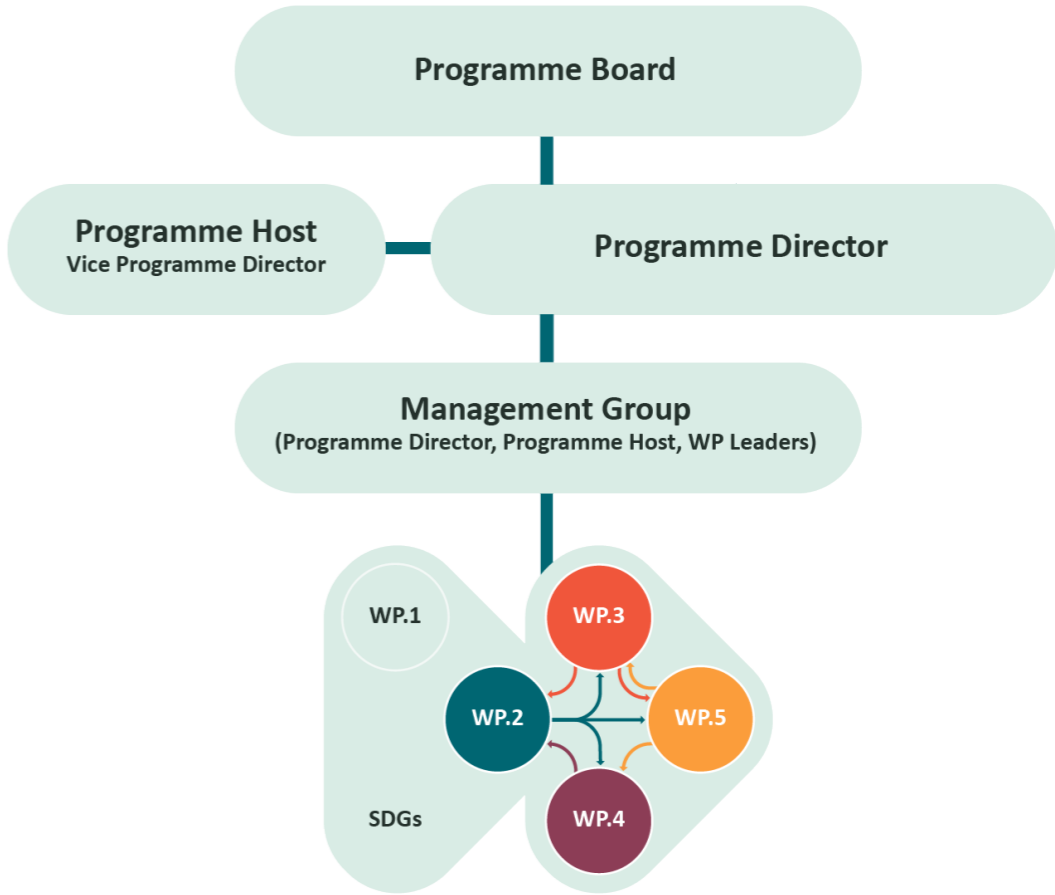 Programme Board
Programme Host
Vice Programme Director
Programme Director
Management Group
(Programme Director, Programme Host, WP Leaders)
WP.1
WP.3
WP.2
WP.5
SDGs
WP.4